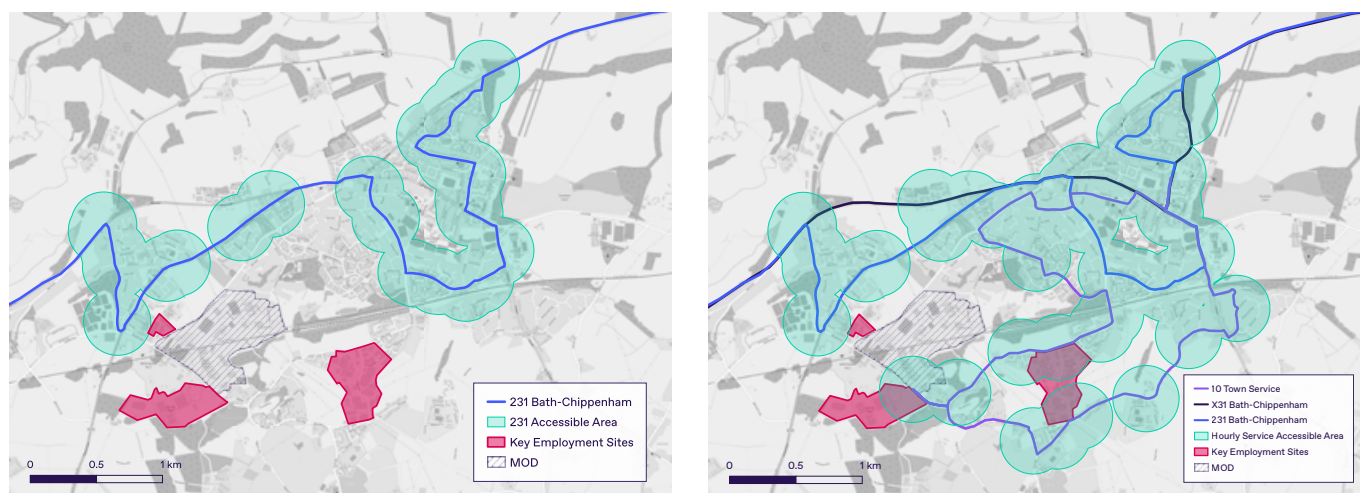 231 Bath-Chippenham
231 Accessible Area
Key Employment Sites
MOD
0 0.5 1 km
10 Town Service
X31 Bath-Chippenham
231 Bath-Chippenham
Hourly Service Accessible Area
Key Employment Sites
MOD
0 0.5 1 km